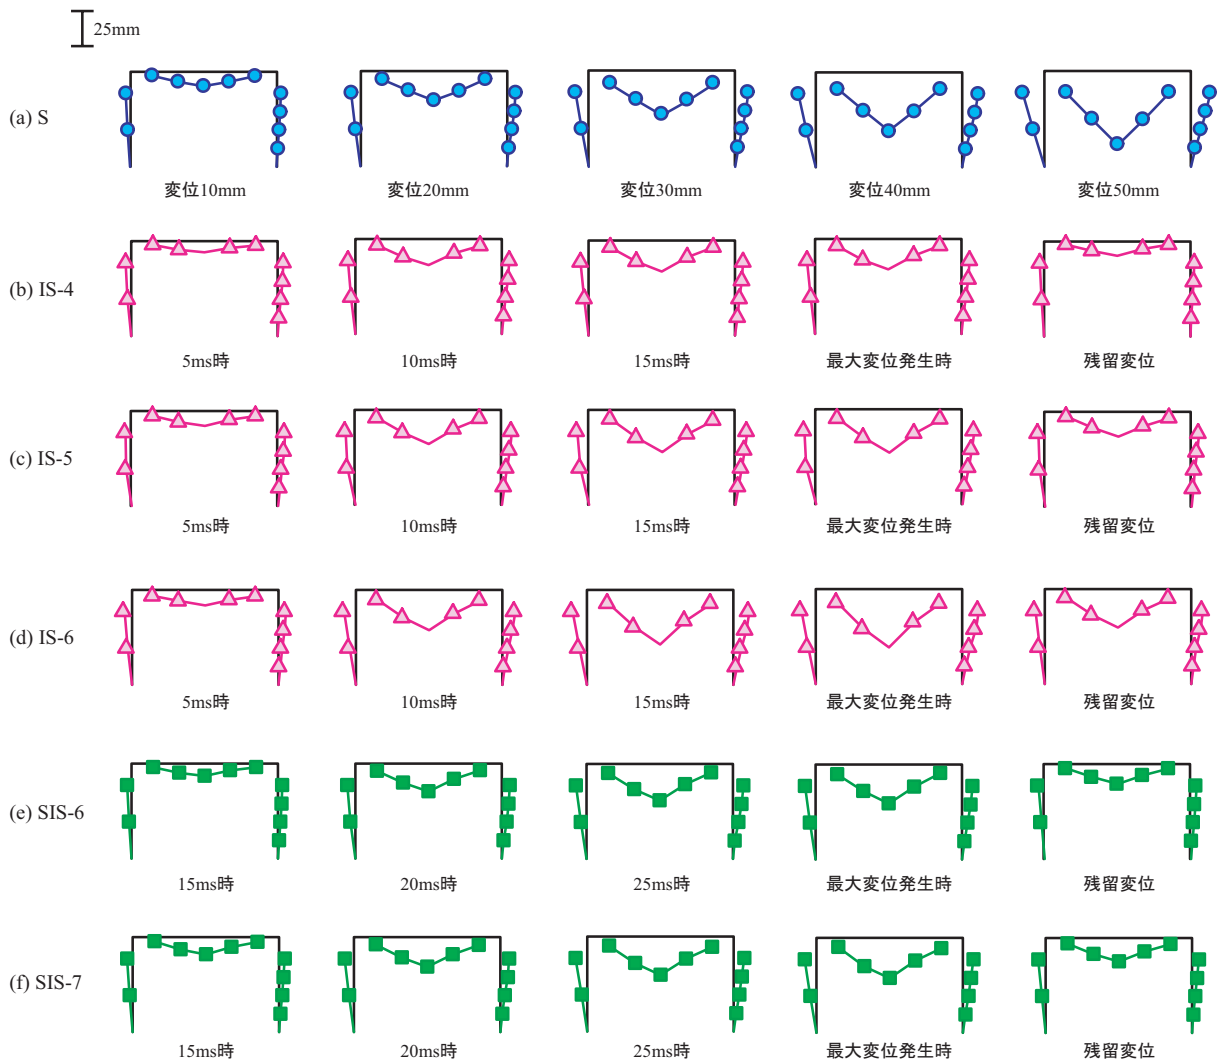 25mm
(a) S
変位10mm 変位20mm 変位30mm 変位40mm 変位50mm
(b) IS-4
5ms時 10ms時 15ms時 最大変位発生時 残留変位
(c) IS-5
5ms時 10ms時 15ms時 最大変位発生時 残留変位
(d) IS-6
5ms時 10ms時 15ms時 最大変位発生時 残留変位
(e) SIS-6
15ms時 20ms時 25ms時 最大変位発生時 残留変位
(f) SIS-7
15ms時 20ms時 25ms時 最大変位発生時 残留変位